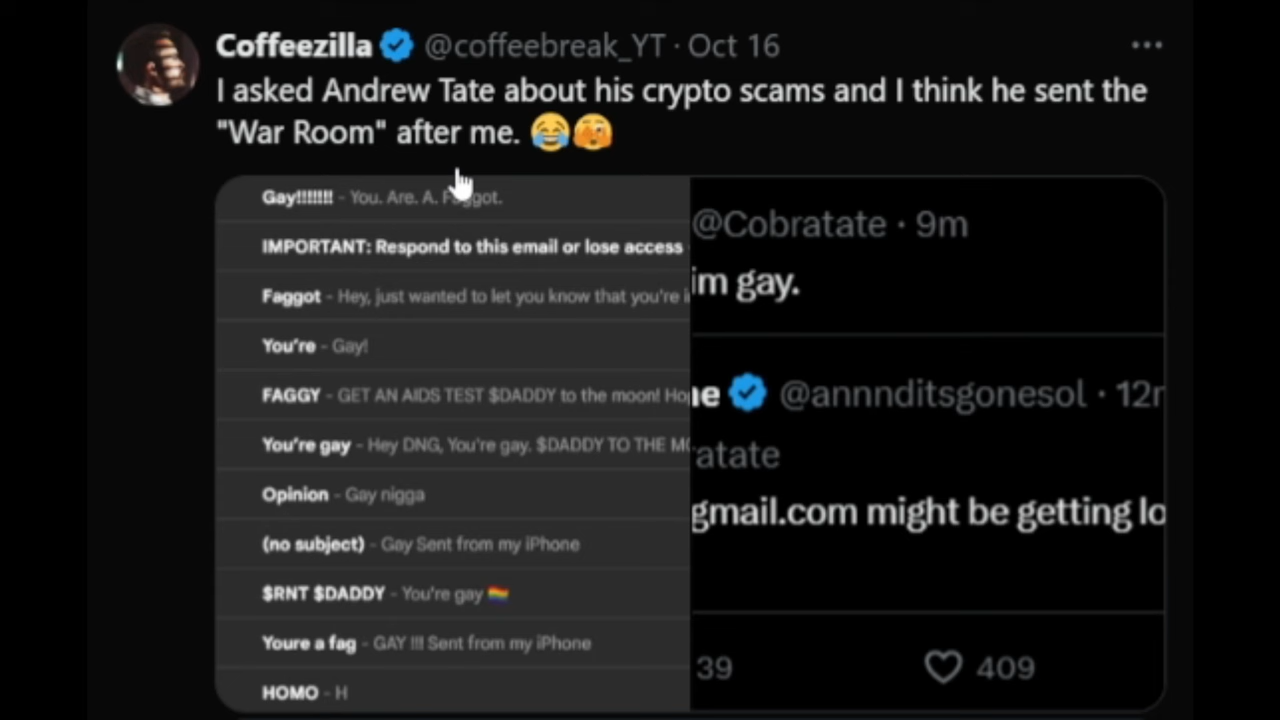 Coffeezilla @coffeebreak_YT · Oct 16
I asked Andrew Tate about his crypto scams and I think he sent the
"War Room" after me. 😂🫣
Gay!!!!!!! - You. Are. A. Faggot.
IMPORTANT: Respond to this email or lose access -
Faggot - Hey, just wanted to let you know that you're
You're - Gay!
FAGGY - GET AN AIDS TEST $DADDY to the moon!
You're gay - Hey DNG, You're gay. $DADDY TO THE
Opinion - Gay nigga
(no subject) - Gay Sent from my iPhone
$RNT $DADDY - You're gay 🏳️‍🌈
Youre a fag - GAY !!! Sent from my iPhone
HOMO - H
@Cobratate · 9m
im gay.
@annnditsgonesol · 12
atate
gmail.com might be getting lo
39 409